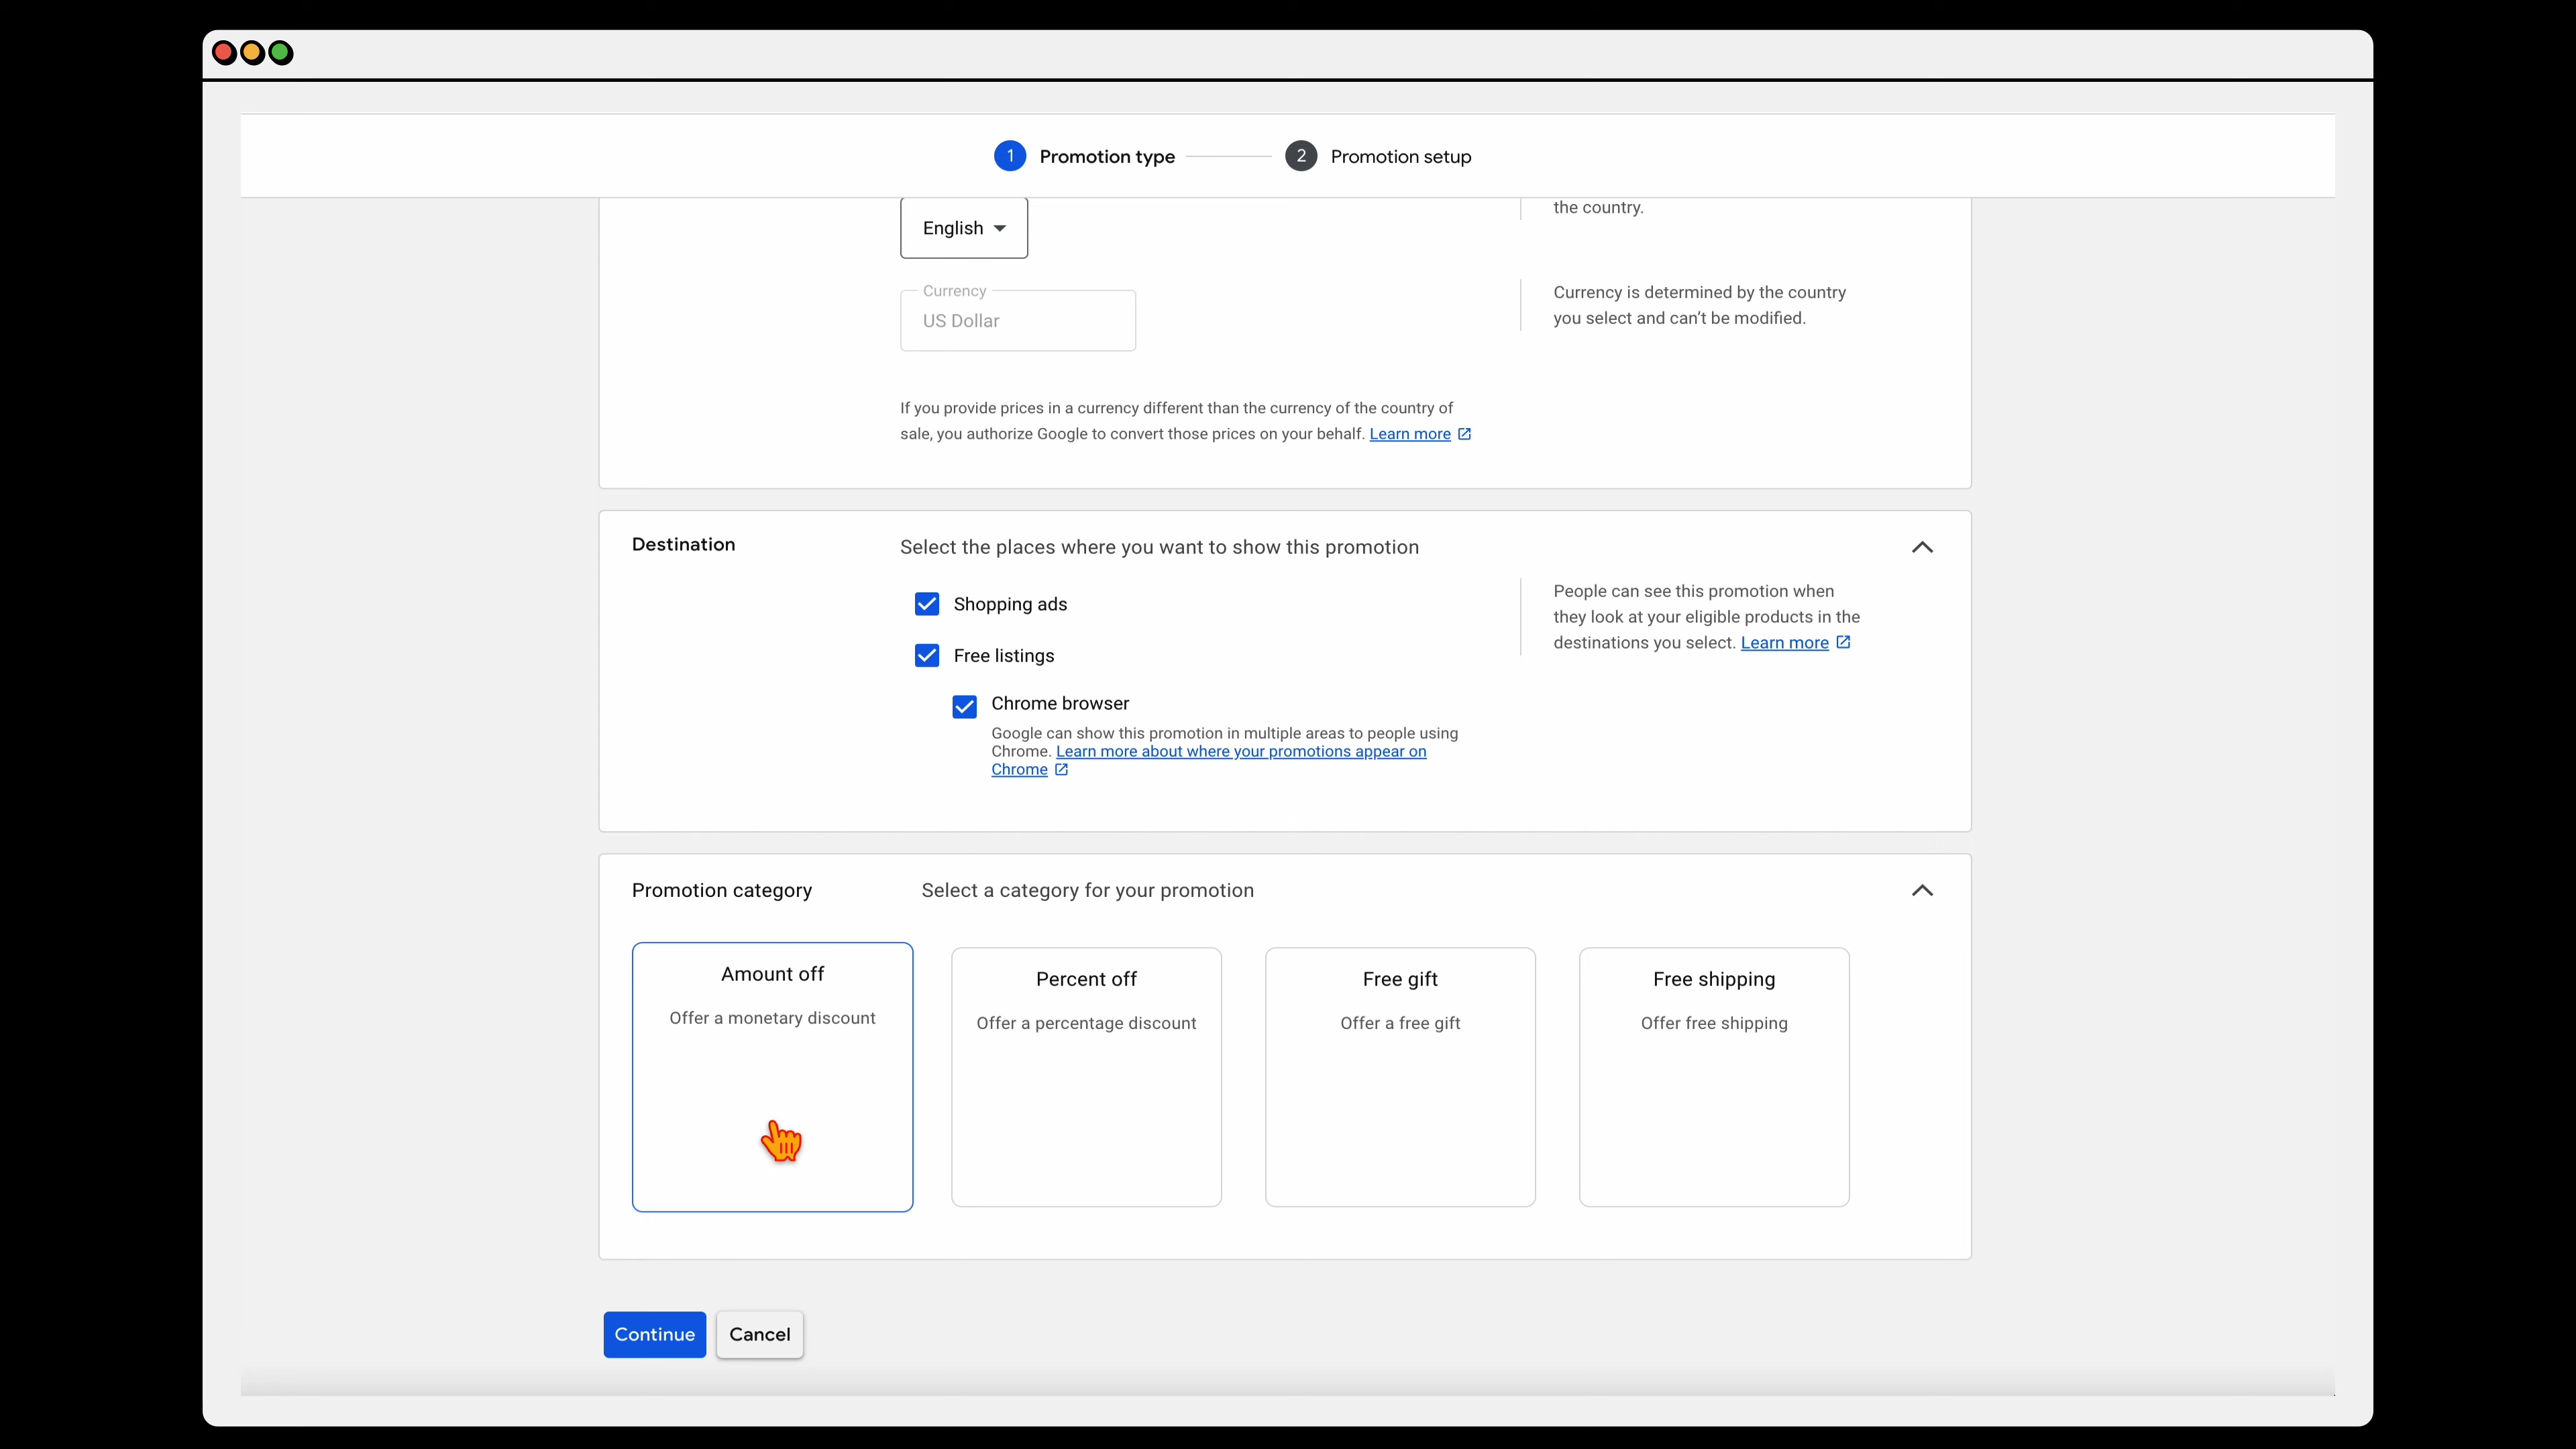 1 Promotion type 2 Promotion setup
English
the country.
Currency
US Dollar
Currency is determined by the country
you select and can't be modified.
If you provide prices in a currency different than the currency of the country of
sale, you authorize Google to convert those prices on your behalf. Learn more
Destination
Select the places where you want to show this promotion
Shopping ads
Free listings
Chrome browser
Google can show this promotion in multiple areas to people using
Chrome. Learn more about where your promotions appear on
Chrome
People can see this promotion when
they look at your eligible products in the
destinations you select. Learn more
Promotion category
Select a category for your promotion
Amount off
Offer a monetary discount
Percent off
Offer a percentage discount
Free gift
Offer a free gift
Free shipping
Offer free shipping
Continue
Cancel